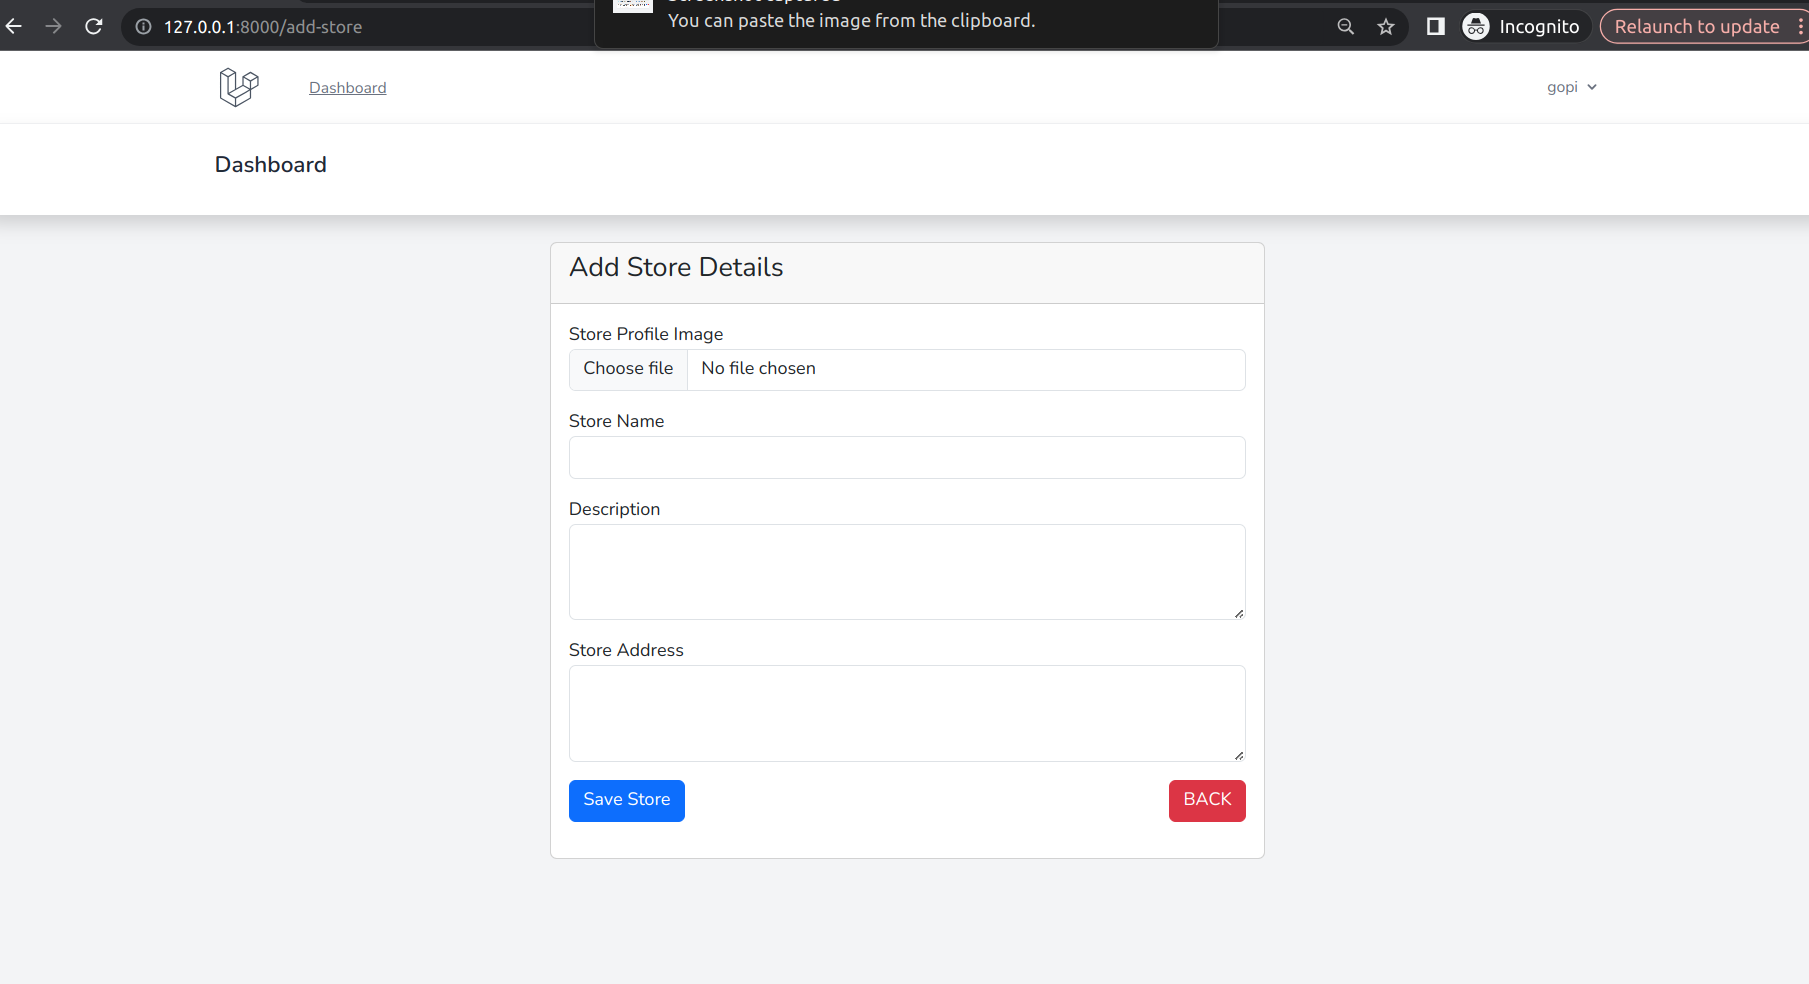 You can paste the image from the clipboard.
127.0.0.1:8000/add-store
Incognito
Relaunch to update
Dashboard
gopi
Dashboard
Add Store Details
Store Profile Image
Choose file No file chosen
Store Name
Description
Store Address
Save Store
BACK